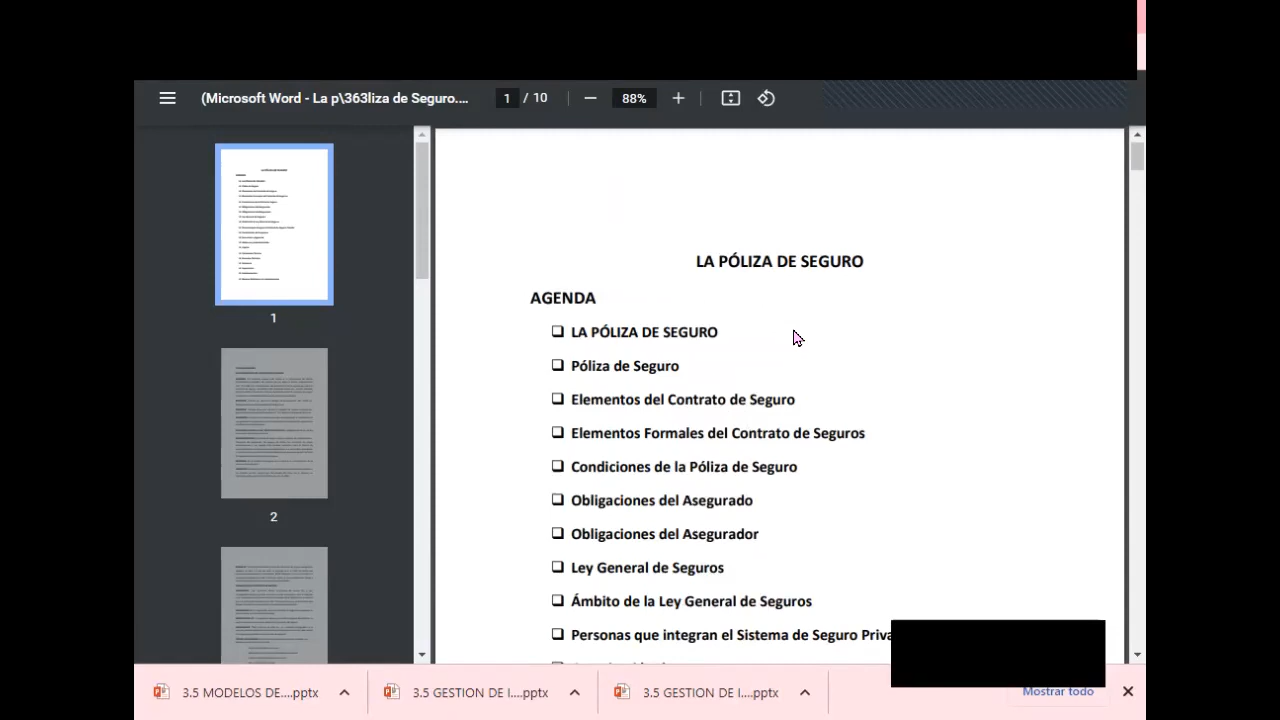 (Microsoft Word - La p\363liza de Seguro....
1 / 10
88%
LA PÓLIZA DE SEGURO
AGENDA
LA PÓLIZA DE SEGURO
Póliza de Seguro
Elementos del Contrato de Seguro
Elementos Formales del Contrato de Seguros
Condiciones de la Póliza de Seguro
Obligaciones del Asegurado
Obligaciones del Asegurador
Ley General de Seguros
Ámbito de la Ley General de Seguros
Personas que integran el Sistema de Seguro Priva
1
2
3.5 MODELOS DE....pptx
3.5 GESTION DE I....pptx
3.5 GESTION DE I....pptx
Mostrar todo